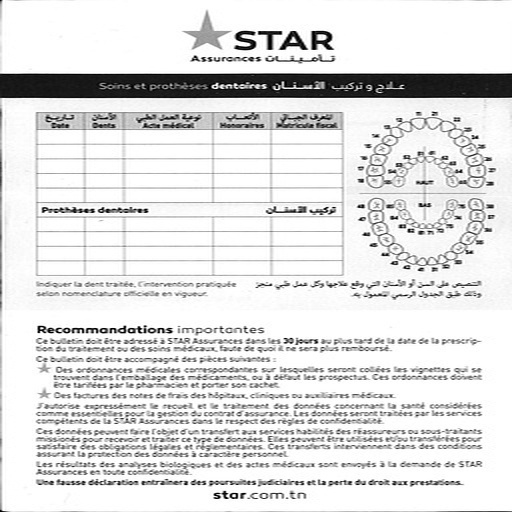 STAR
Assurances تـأمينـات
Soins et prothèses dentaires علاج و تركيب الأسنـان
تـاريـخ الأسنان نوعية العمل الطبي الأتعـاب المعرف الجبائي
Date Dents Acte médical Honoraires Matricule fiscal
Prothèses dentaires تركيب الأسنـان
HAUT
BAS
Indiquer la dent traitée, l'intervention pratiquée
selon nomenclature officielle en vigueur.
التنصيص على السن أو الأسنان التي وقع علاجها وكل عمل طبي منجز
وذلك طبق الجدول الرسمي المعمول به.
Recommandations importantes
Ce bulletin doit être adressé à STAR Assurances dans les 30 jours au plus tard de la date de la prescrip-
tion du traitement ou des soins médicaux, faute de quoi il ne sera plus remboursé.
Ce bulletin doit être accompagné des pièces suivantes :
Des ordonnances médicales correspondantes sur lesquelles seront collées les vignettes qui se
trouvent dans l'emballage des médicaments, ou à défaut les prospectus. Ces ordonnances doivent
être tarifées par le pharmacien et porter son cachet.
Des factures des notes de frais des hôpitaux, cliniques ou auxiliaires médicaux.
J'autorise expressément le recueil et le traitement des données concernant la santé considérées
comme essentielles pour la gestion du contrat d'assurance. Les données seront traitées par les services
compétents de la STAR Assurances dans le respect des règles de confidentialité.
Ces données peuvent faire l'objet d'un transfert aux services habilités des réassureurs ou sous-traitants
missionés pour recevoir et traiter ce type de données. Elles peuvent être utilisées et/ou transférées pour
satisfaire des obligations légales et réglementaires. Ces transferts interviennent dans des conditions
assurant la protection des données à caractère personnel.
Les résultats des analyses biologiques et des actes médicaux sont envoyés à la demande de STAR
Assurances en toute confidentialité.
Une fausse déclaration entraînera des poursuites judiciaires et la perte du droit aux prestations.
star.com.tn